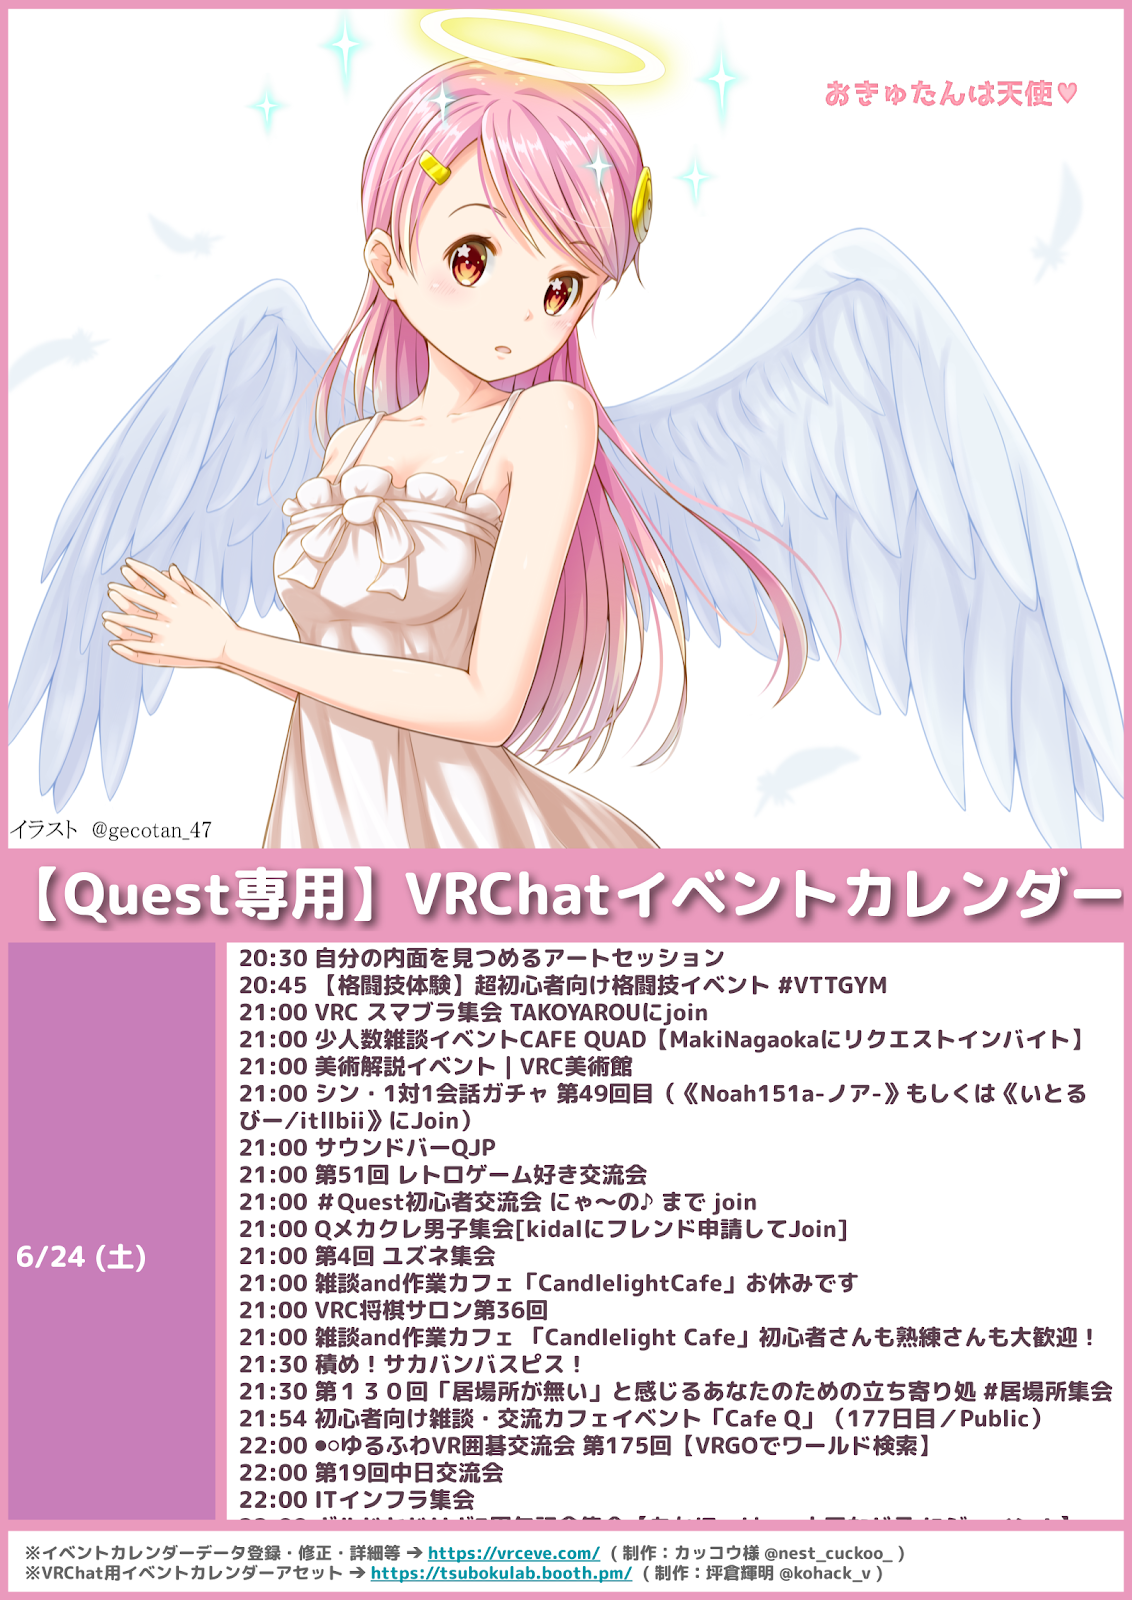 おきゅたんは天使♥
イラスト @gecotan_47
【Quest専用】VRChatイベントカレンダー
6/24 (土)
20:30 自分の内面を見つめるアートセッション
20:45 【格闘技体験】超初心者向け格闘技イベント #VTTGYM
21:00 VRC スマブラ集会 TAKOYAROUにjoin
21:00 少人数雑談イベントCAFE QUAD【MakiNagaokaにリクエストインバイト】
21:00 美術解説イベント | VRC美術館
21:00 シン・1対1会話ガチャ 第49回目（《Noah151a-ノア-》もしくは《いとる
びー/itllbii》にJoin）
21:00 サウンドバーQJP
21:00 第51回 レトロゲーム好き交流会
21:00 ＃Quest初心者交流会 にゃ〜の♪ まで join
21:00 Qメカクレ男子集会[kidalにフレンド申請してJoin]
21:00 第4回 ユズネ集会
21:00 雑談and作業カフェ「CandlelightCafe」お休みです
21:00 VRC将棋サロン第36回
21:00 雑談and作業カフェ 「Candlelight Cafe」初心者さんも熟練さんも大歓迎！
21:30 積め！サカバンバスピス！
21:30 第１３０回「居場所が無い」と感じるあなたのための立ち寄り処 #居場所集会
21:54 初心者向け雑談・交流カフェイベント「Cafe Q」（177日目／Public）
22:00 ●○ゆるふわVR囲碁交流会 第175回【VRGOでワールド検索】
22:00 第19回中日交流会
22:00 ITインフラ集会
※イベントカレンダーデータ登録・修正・詳細等 → https://vrceve.com/ （制作：カッコウ様 @nest_cuckoo_ ）
※VRChat用イベントカレンダーアセット → https://tsubokulab.booth.pm/ （制作：坪倉輝明 @kohack_v ）